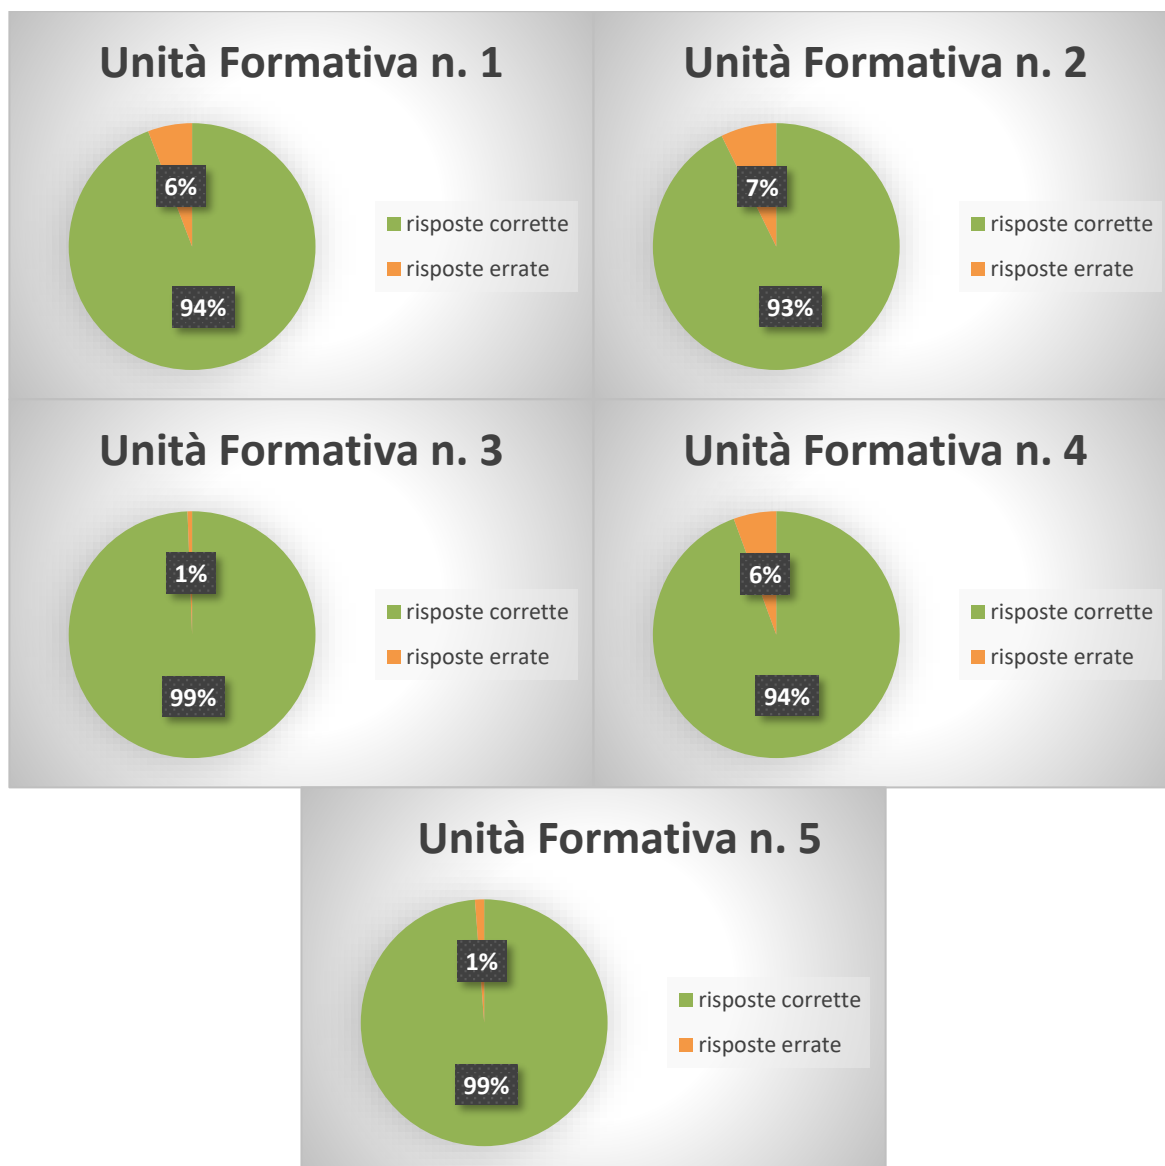 Unità Formativa n. 1
6%
94%
risposte corrette
risposte errate
Unità Formativa n. 2
7%
93%
risposte corrette
risposte errate
Unità Formativa n. 3
1%
99%
risposte corrette
risposte errate
Unità Formativa n. 4
6%
94%
risposte corrette
risposte errate
Unità Formativa n. 5
1%
99%
risposte corrette
risposte errate